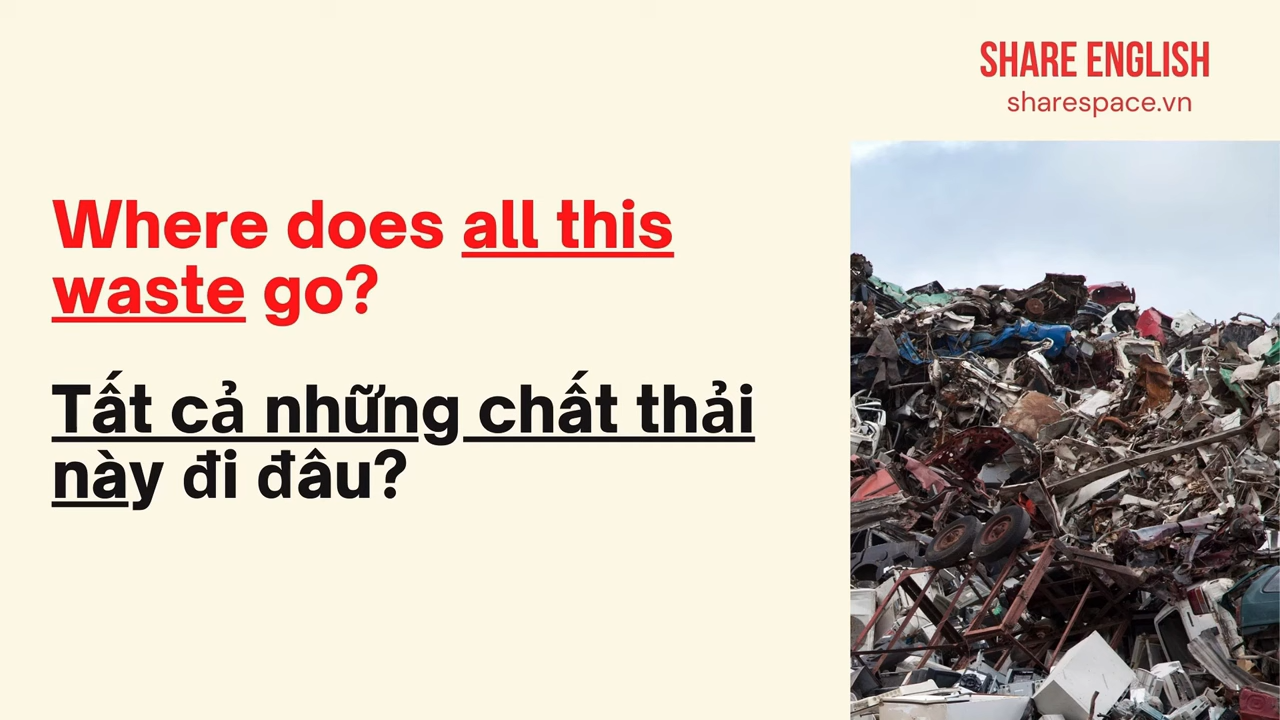 SHARE ENGLISH
sharespace.vn
Where does all this
waste go?
Tất cả những chất thải
này đi đâu?